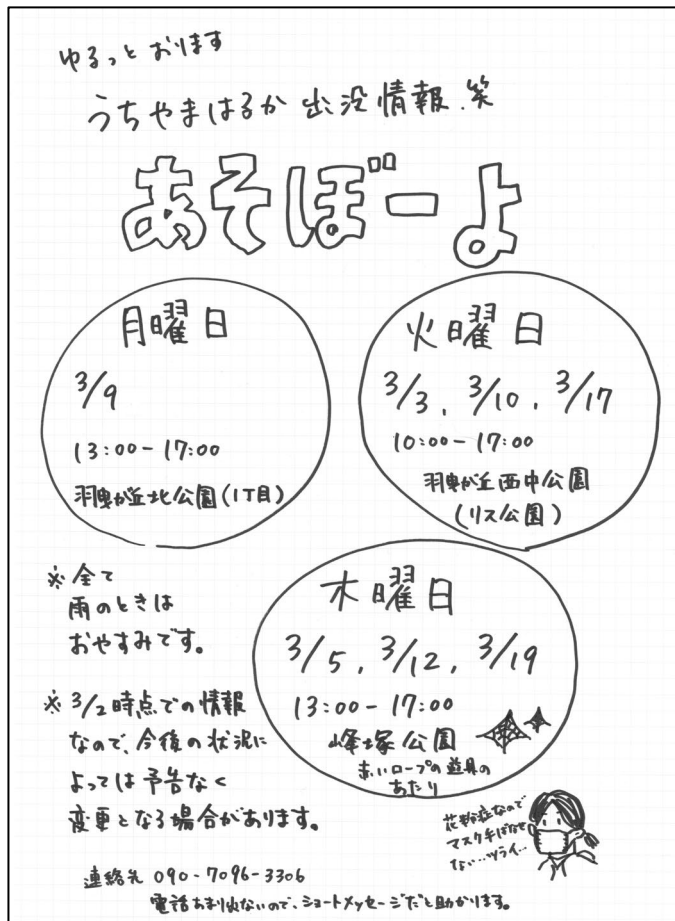 ゆるっと おります
うちやまはるか 出没情報.笑
あそぼーよ
月曜日
3/9
13:00-17:00
羽曳が丘北公園(1丁目)
火曜日
3/3, 3/10, 3/17
10:00-17:00
羽曳が丘西中公園
(リス公園)
木曜日
3/5, 3/12, 3/19
13:00-17:00
峰塚公園
赤いロープの遊具の
あたり
※全て
雨のときは
おやすみです。
※3/2時点での情報
なので、今後の状況に
よっては予告なく
変更となる場合があります。
花粉症なので
マスク手ばなせ
ない…ツライ…
連絡先 090-7096-3306
電話あまり出ないので、ショートメッセージだと助かります。